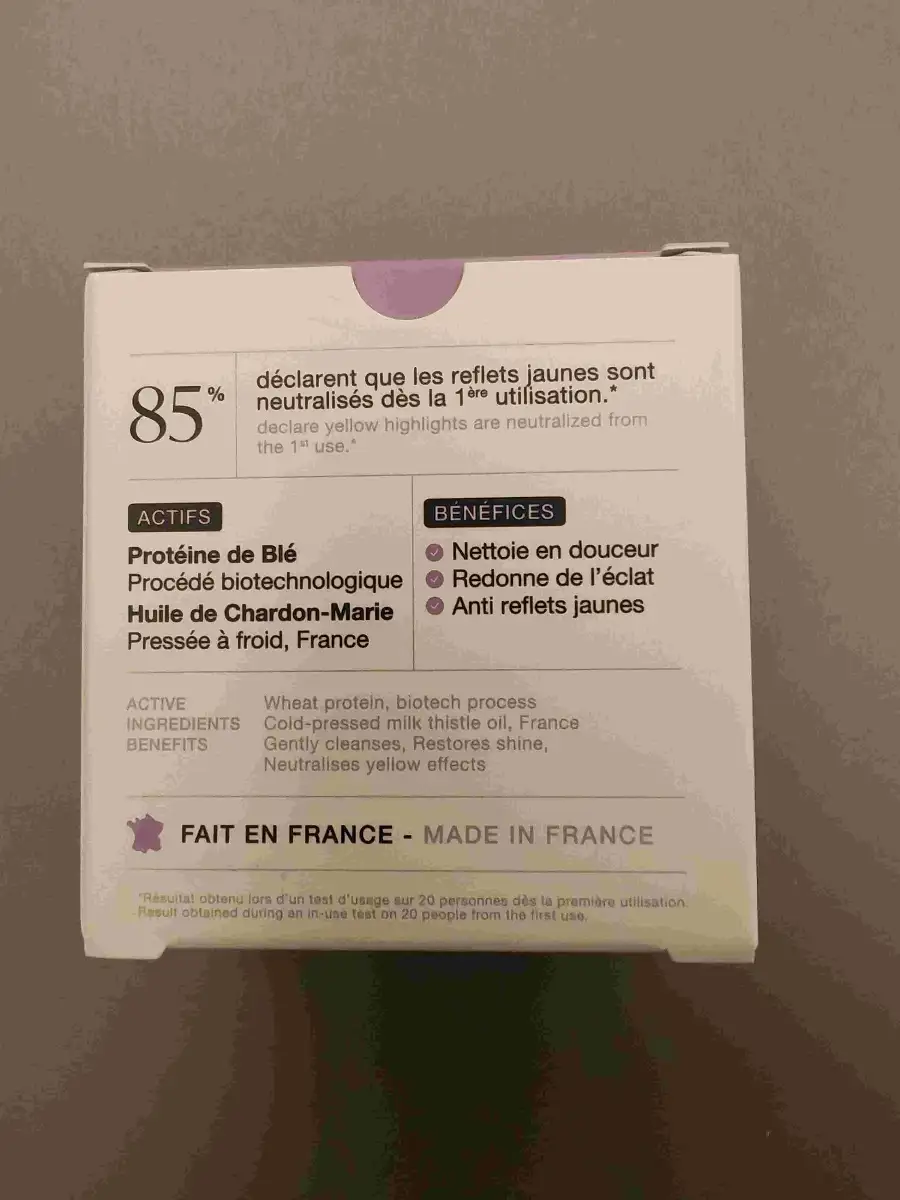 85%
déclarent que les reflets jaunes sont
neutralisés dès la 1ère utilisation.*
declare yellow highlights are neutralized from
the 1st use.*
ACTIFS
Protéine de Blé
Procédé biotechnologique
Huile de Chardon-Marie
Pressée à froid, France
BÉNÉFICES
Nettoie en douceur
Redonne de l'éclat
Anti reflets jaunes
ACTIVE
INGREDIENTS
BENEFITS
Wheat protein, biotech process
Cold-pressed milk thistle oil, France
Gently cleanses, Restores shine,
Neutralises yellow effects
FAIT EN FRANCE - MADE IN FRANCE
*Résultat obtenu lors d'un test d'usage sur 20 personnes dès la première utilisation.
Result obtained during an in-use test on 20 people from the first use.